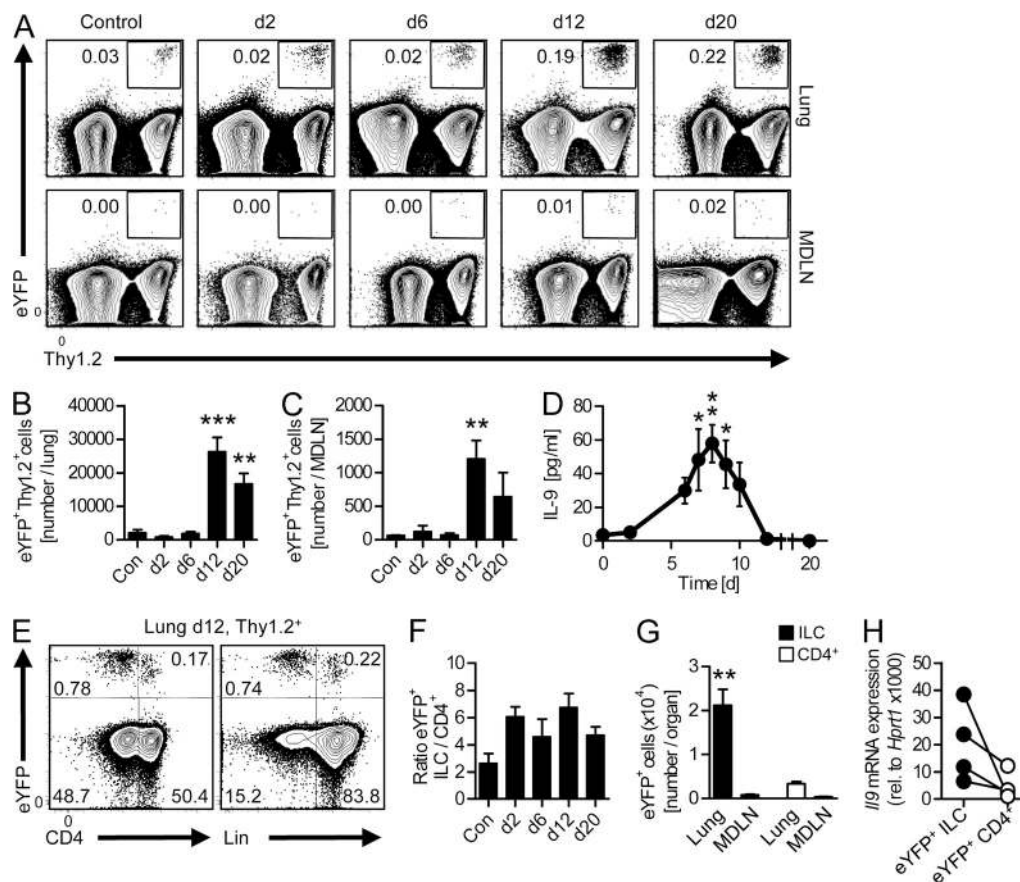 A
Control d2 d6 d12 d20
0.03 0.02 0.02 0.19 0.22
Lung
0.00 0.00 0.00 0.01 0.02
MDLN
eYFP
0
0
Thy1.2
B
eYFP+Thy1.2+cells
[number / lung]
40000
30000
20000
10000
0
*** **
Con d2 d6 d12 d20
C
eYFP+Thy1.2+cells
[number / MDLN]
2000
1500
1000
500
0
**
Con d2 d6 d12 d20
D
IL-9 [pg/ml]
80
60
40
20
0
* ** *
0 5 10 20
Time [d]
E
Lung d12, Thy1.2+
0.17 0.22
0.78 0.74
48.7 50.4 15.2 83.8
eYFP
0
CD4 Lin
F
Ratio eYFP+
ILC / CD4+
10
8
6
4
2
0
Con d2 d6 d12 d20
G
ILC
CD4+
eYFP+ cells (x10-4)
[number / organ]
3
2
1
0
**
Lung MDLN Lung MDLN
H
Il9 mRNA expression
(rel. to Hprt1 x1000)
50
40
30
20
10
0
eYFP+ ILC
eYFP+ CD4+